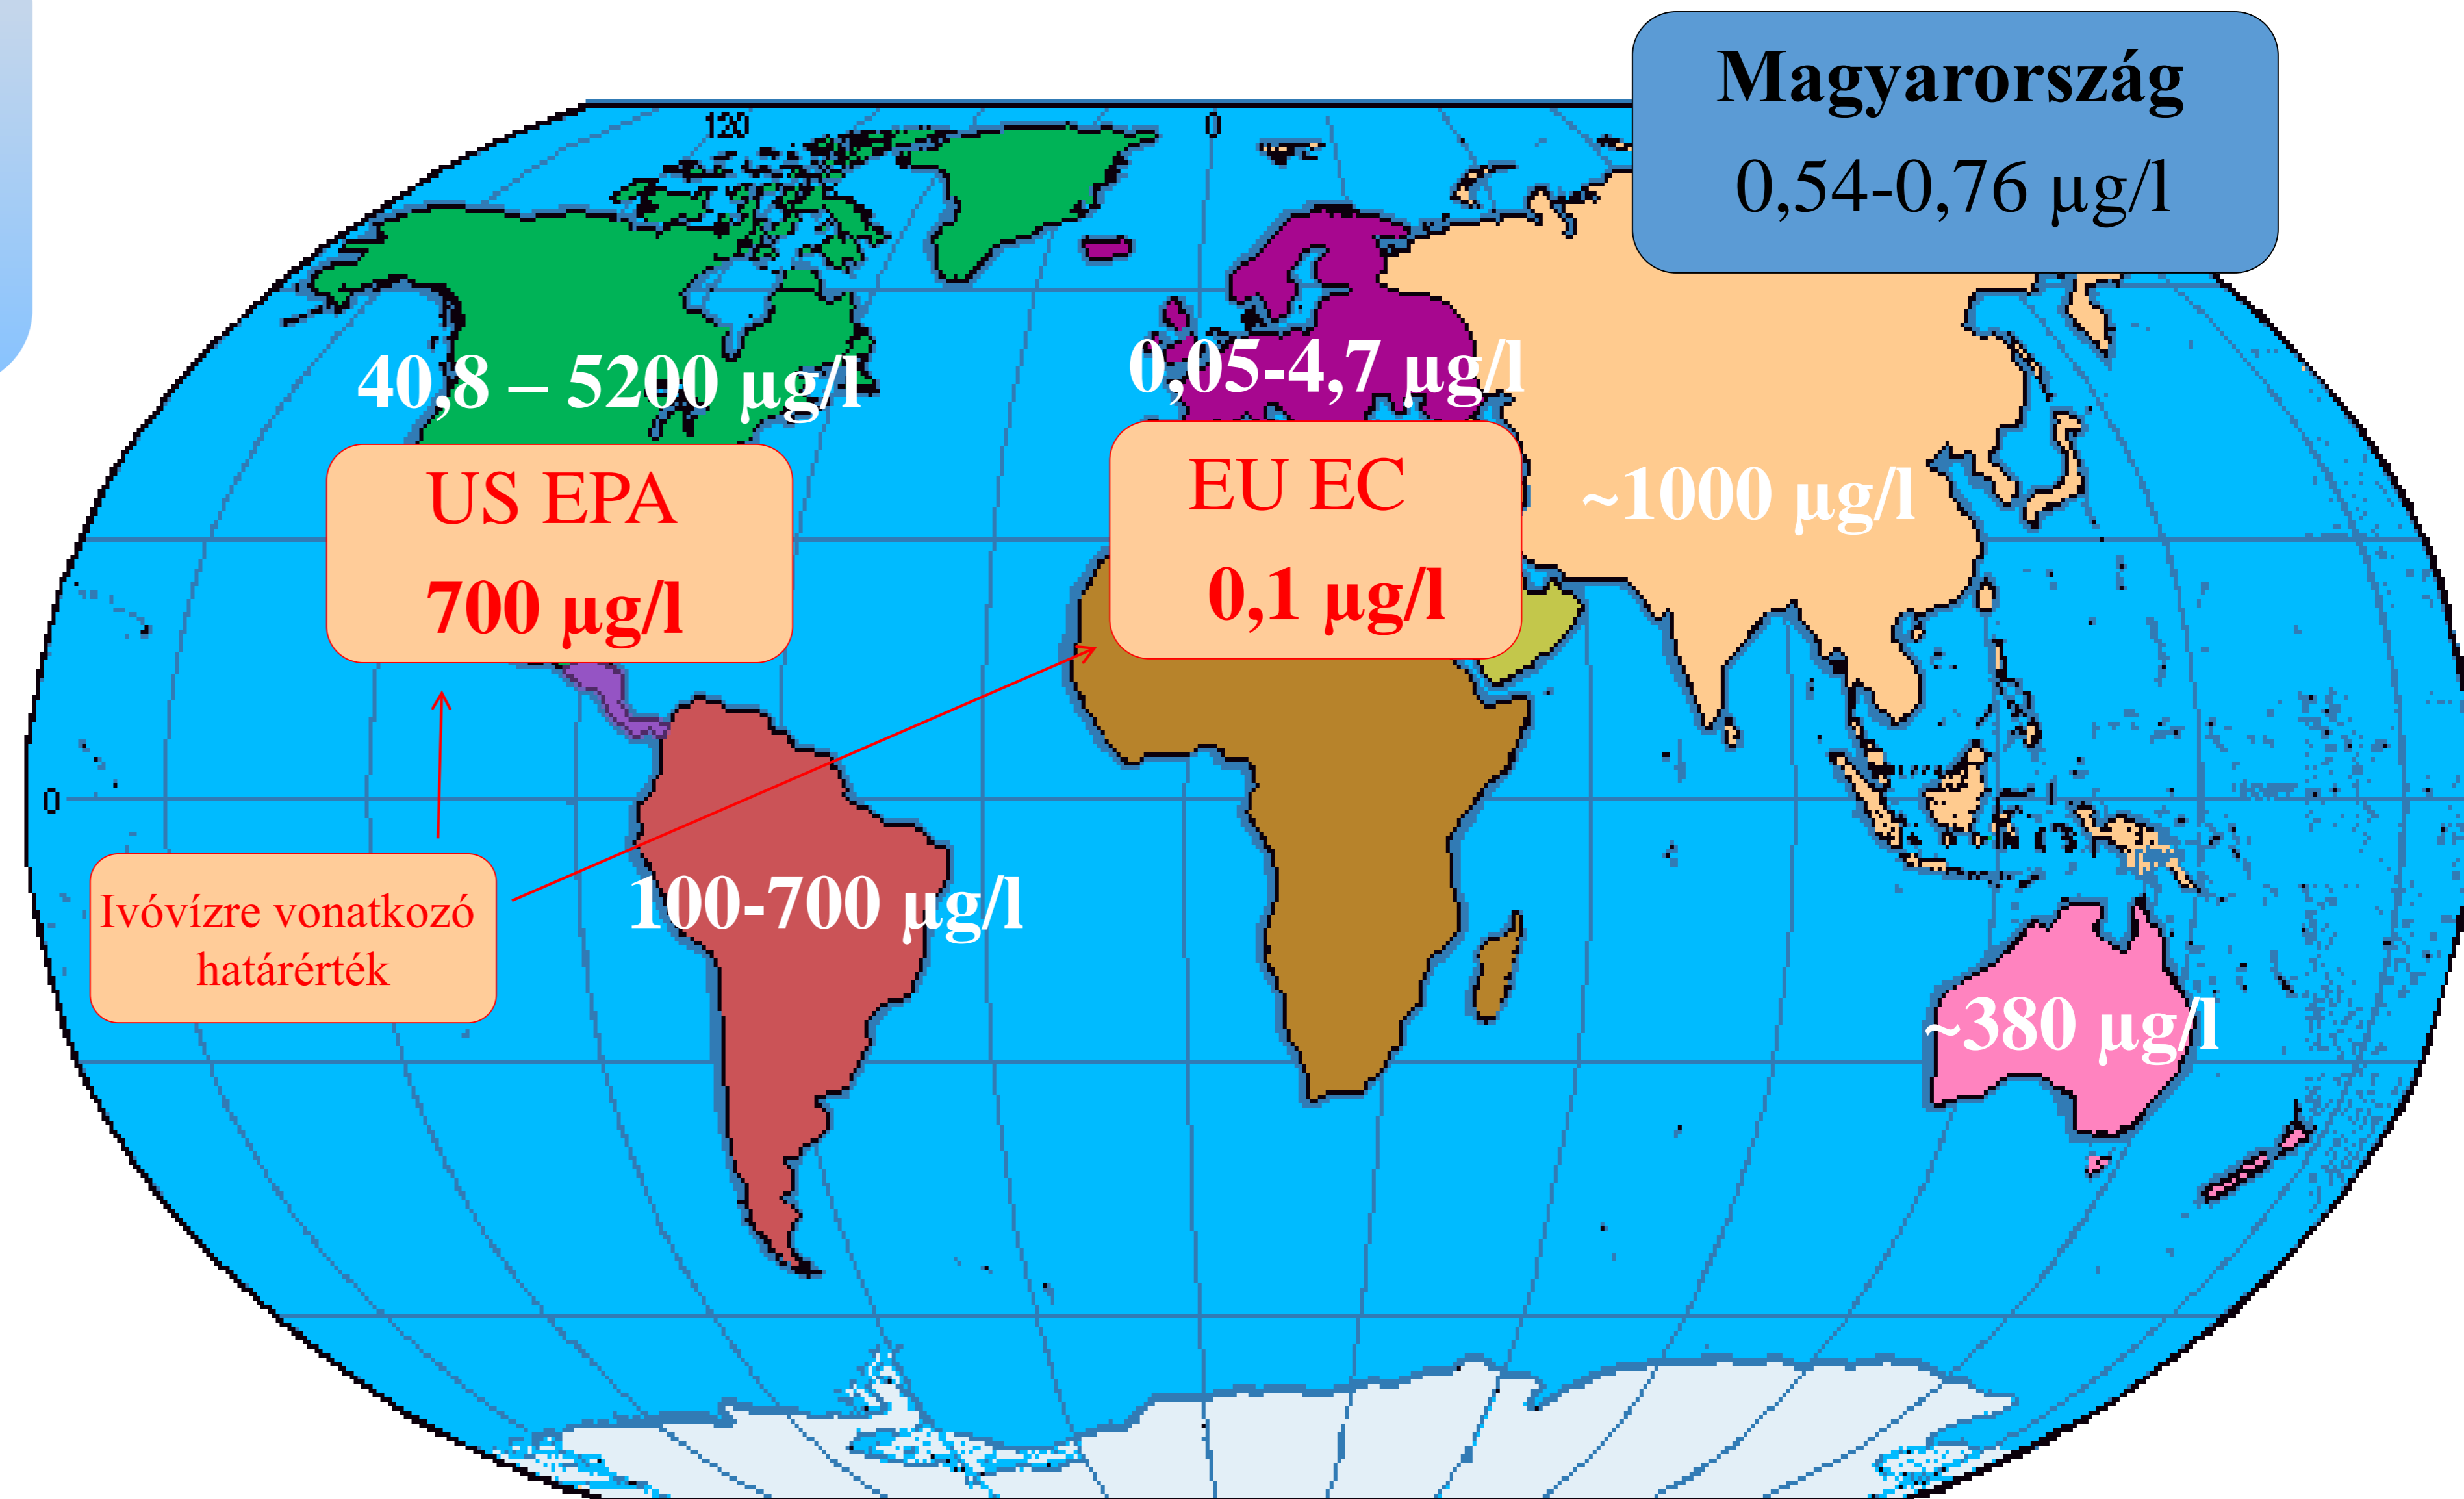 Magyarország
0,54-0,76 µg/l
120
0
40,8 – 5200 µg/l
0,05-4,7 µg/l
US EPA
700 µg/l
EU EC
0,1 µg/l
~1000 µg/l
0
Ivóvízre vonatkozó
határérték
100-700 µg/l
~380 µg/l